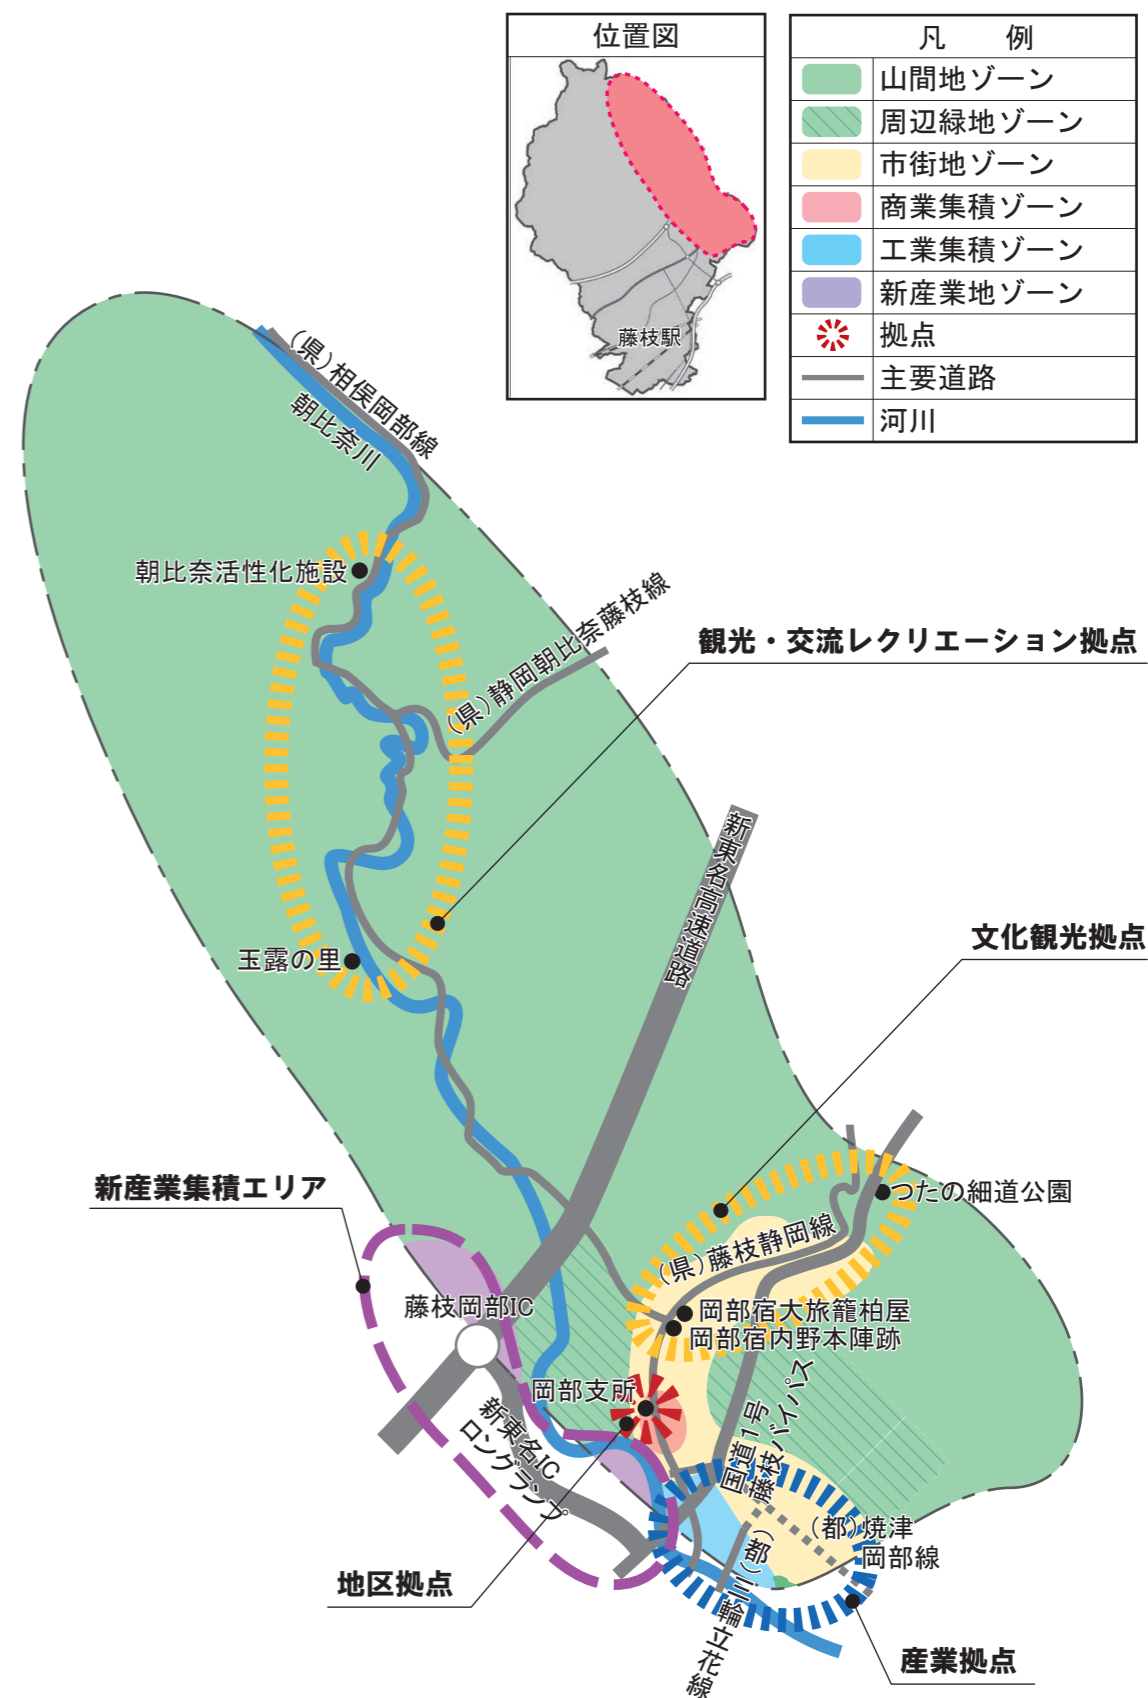 位置図
藤枝駅
凡　例
山間地ゾーン
周辺緑地ゾーン
市街地ゾーン
商業集積ゾーン
工業集積ゾーン
新産業地ゾーン
拠点
主要道路
河川
(県)相俣岡部線
朝比奈川
朝比奈活性化施設
(県)静岡朝比奈藤枝線
観光・交流レクリエーション拠点
新東名高速道路
文化観光拠点
玉露の里
つたの細道公園
新産業集積エリア
(県)藤枝静岡線
藤枝岡部IC
岡部宿大旅籠柏屋
岡部宿内野本陣跡
岡部支所
新東名IC
ロングランプ
国道1号
藤枝バイパス
(都)焼津
岡部線
地区拠点
(都)三輪立花線
産業拠点